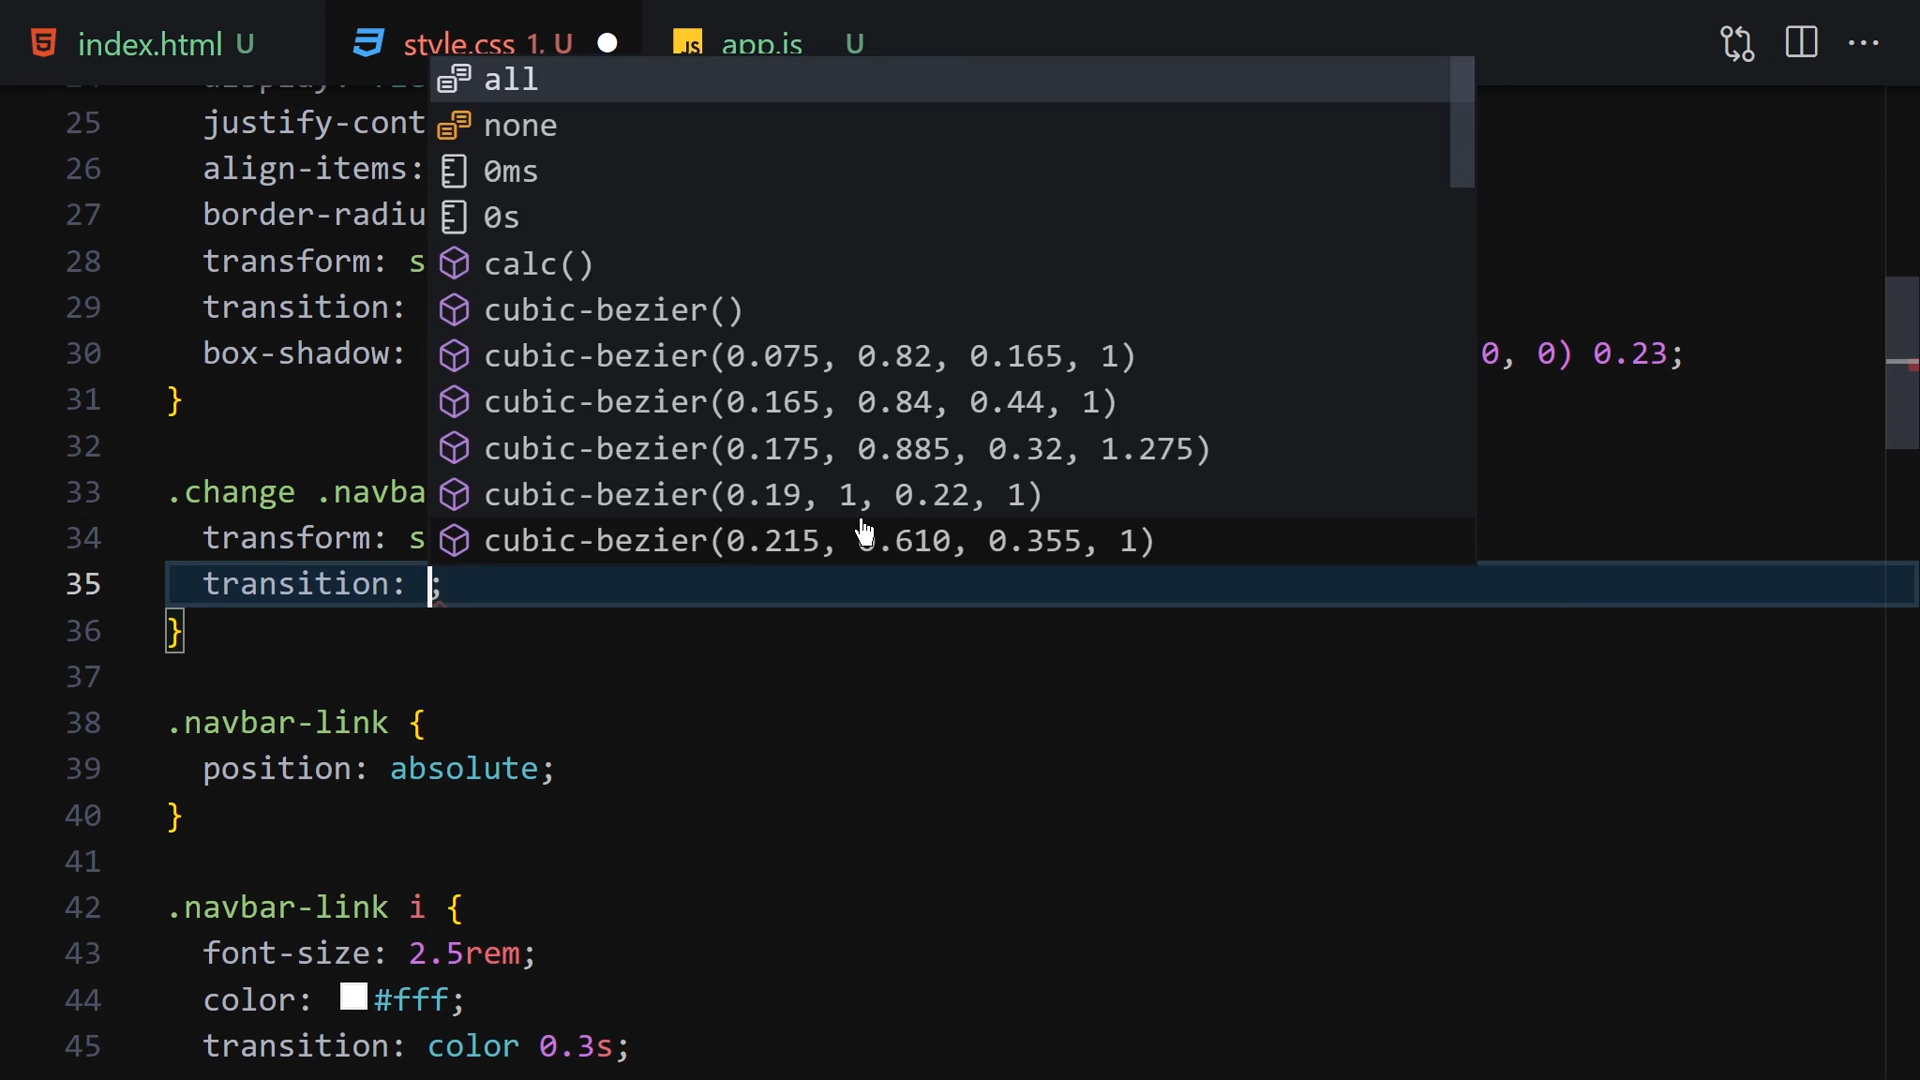 index.html U
style.css 1, U
app.js U
25 justify-cont
26 align-items:
27 border-radiu
28 transform: s
29 transition:
30 box-shadow: 0, 0) 0.23;
31 }
32
33 .change .navba
34 transform: s
35 transition: ;
36 }
37
38 .navbar-link {
39 position: absolute;
40 }
41
42 .navbar-link i {
43 font-size: 2.5rem;
44 color: #fff;
45 transition: color 0.3s;
all
none
0ms
0s
calc()
cubic-bezier()
cubic-bezier(0.075, 0.82, 0.165, 1)
cubic-bezier(0.165, 0.84, 0.44, 1)
cubic-bezier(0.175, 0.885, 0.32, 1.275)
cubic-bezier(0.19, 1, 0.22, 1)
cubic-bezier(0.215, 0.610, 0.355, 1)